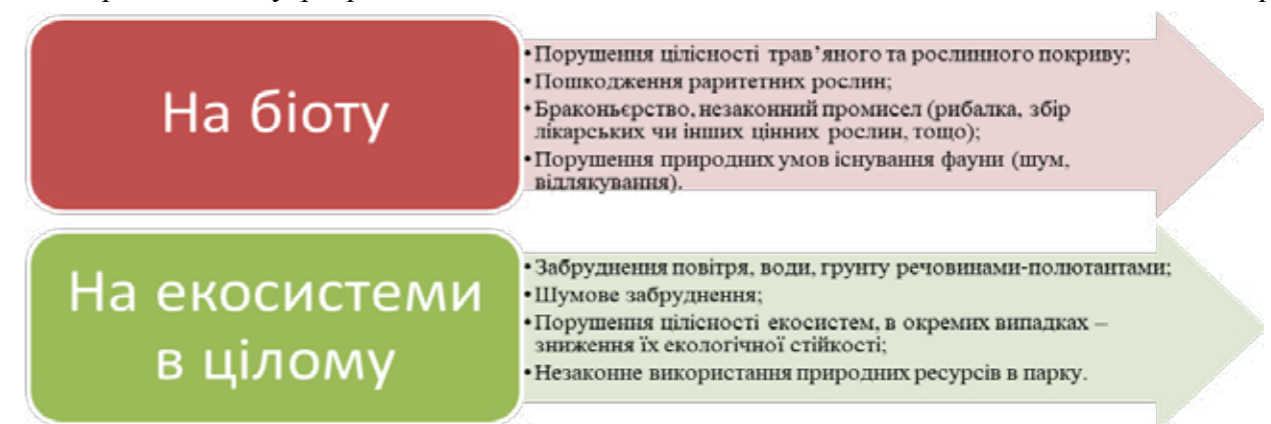 На біоту
•Порушення цілісності трав’яного та рослинного покриву;
•Пошкодження раритетних рослин;
•Браконьєрство, незаконний промисел (рибалка, збір
лікарських чи інших цінних рослин, тощо);
•Порушення природних умов існування фауни (шум,
відлякування).
На екосистеми
в цілому
•Забруднення повітря, води, грунту речовинами-полютантами;
•Шумове забруднення;
•Порушення цілісності екосистем, в окремих випадках –
зниження їх екологічної стійкості;
•Незаконне використання природних ресурсів в парку.